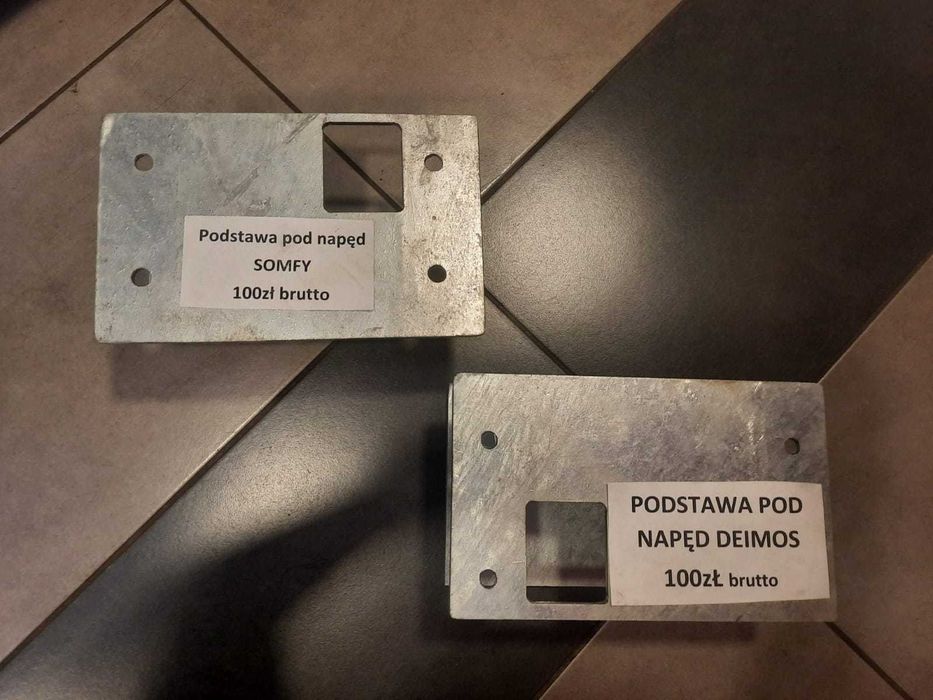 Podstawa pod napęd
SOMFY
100zł brutto
PODSTAWA POD
NAPĘD DEIMOS
100zŁ brutto